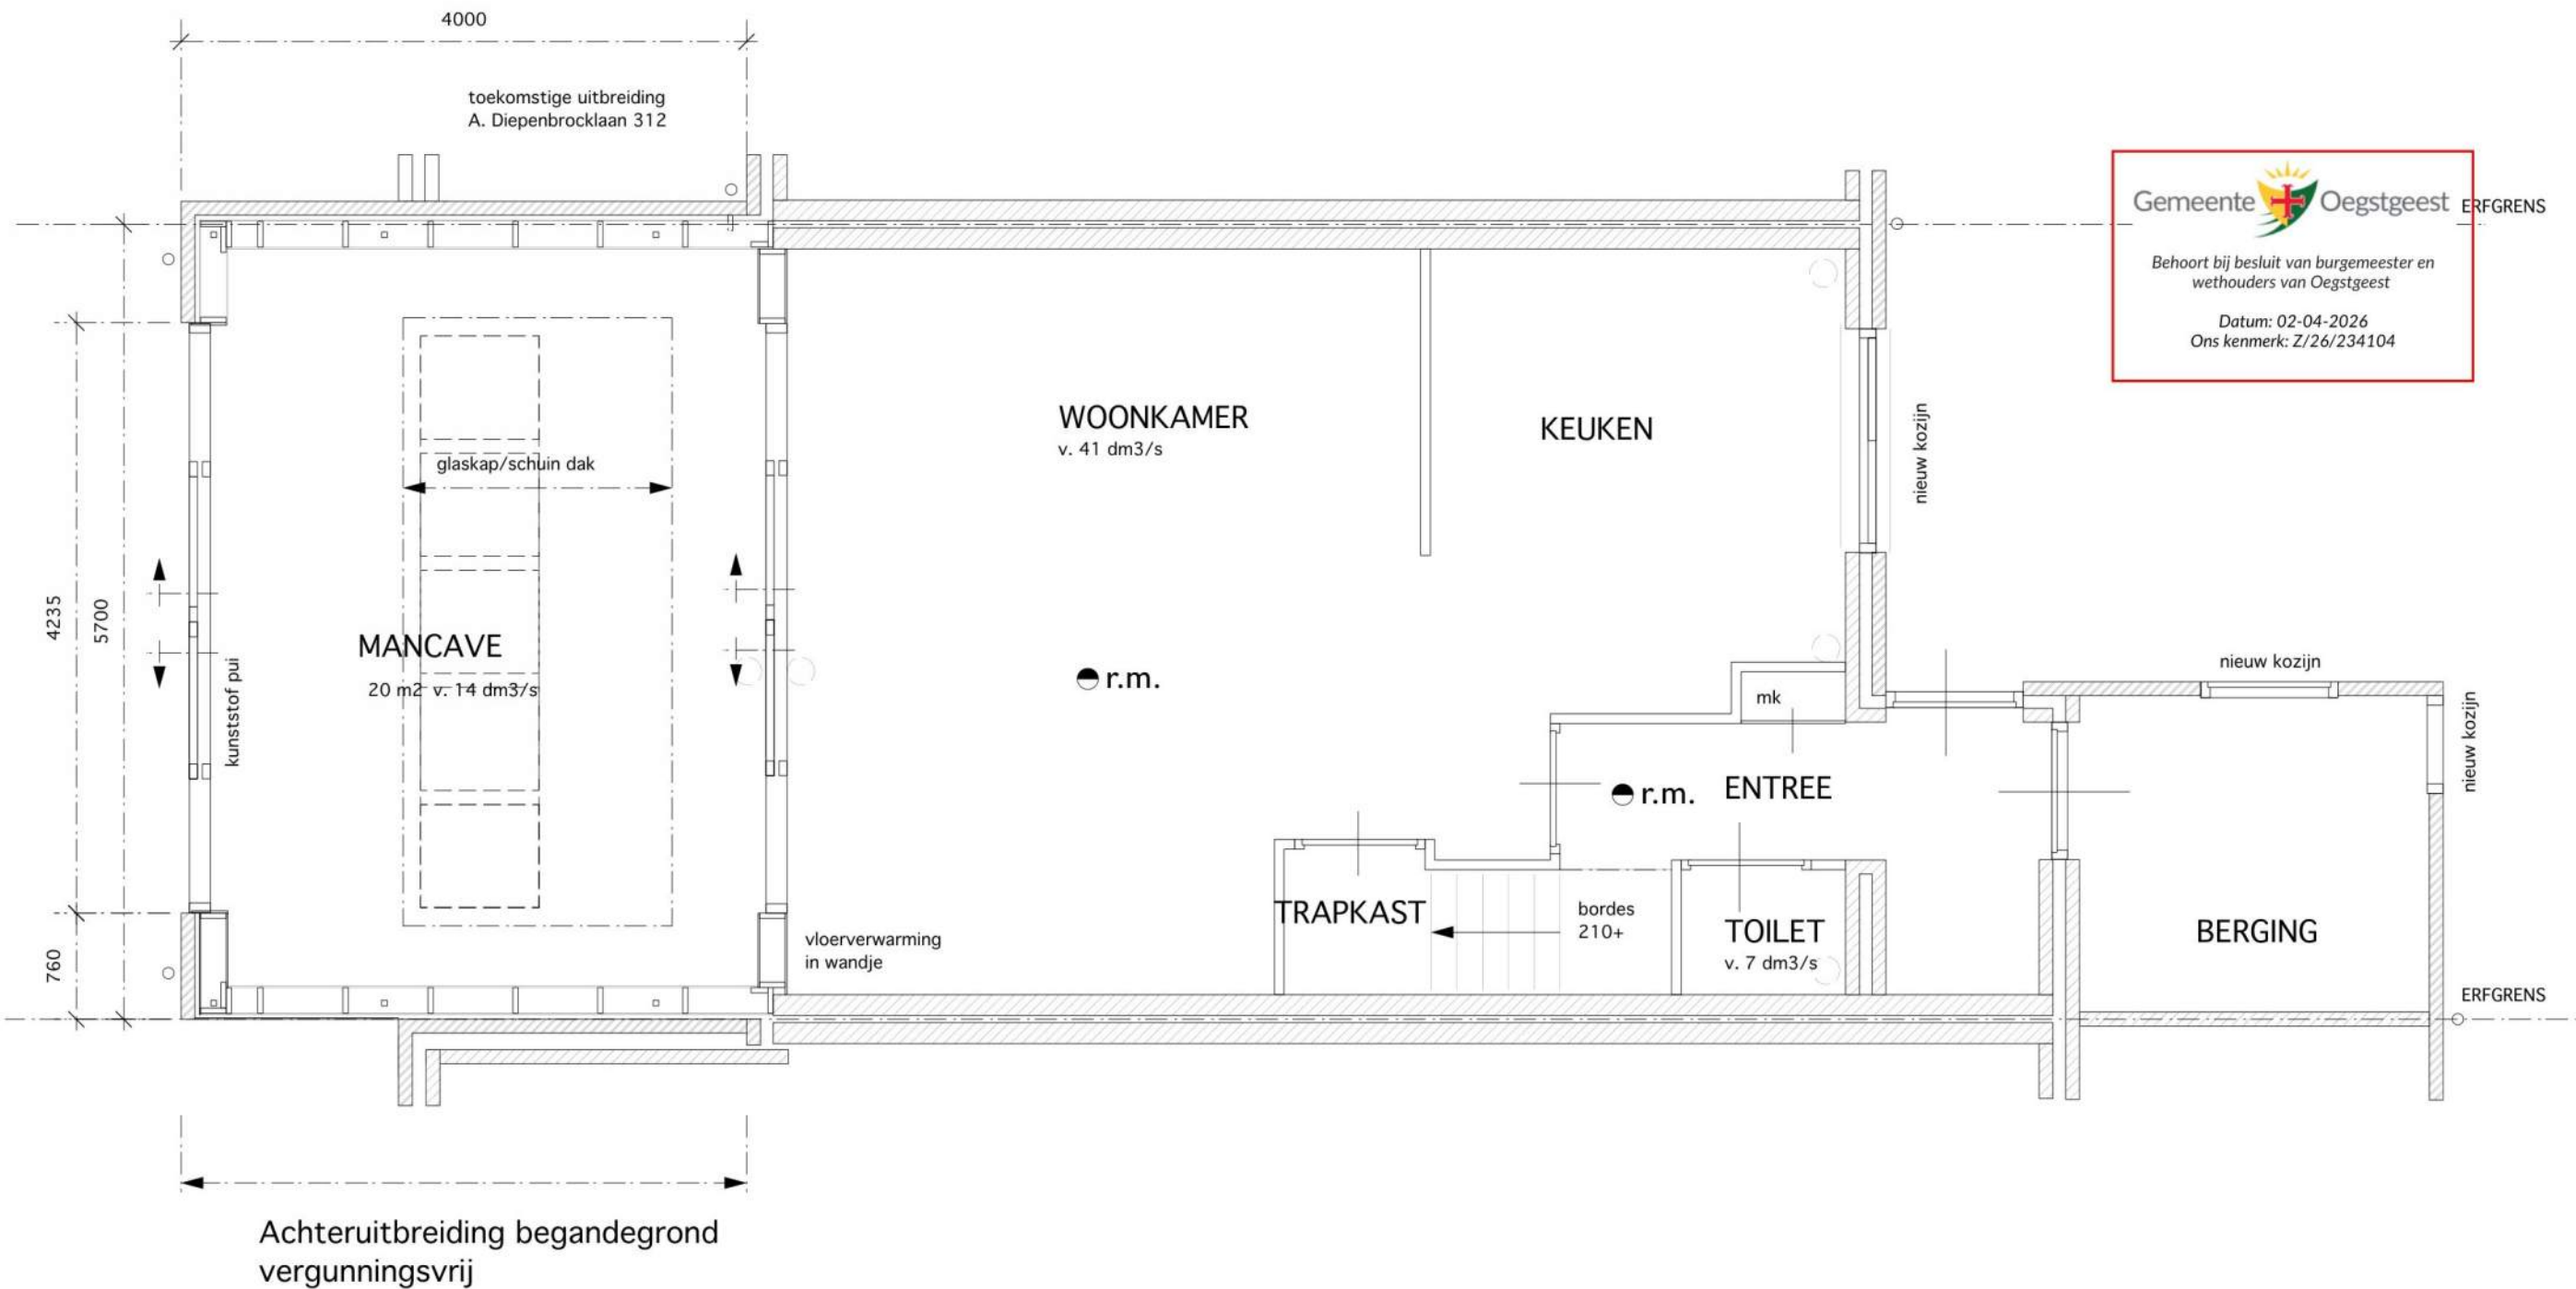 4000
toekomstige uitbreiding
A. Diepenbrocklaan 312
Gemeente Oegstgeest
Behoort bij besluit van burgemeester en
wethouders van Oegstgeest
Datum: 02-04-2026
Ons kenmerk: Z/26/234104
ERFGRENS
WOONKAMER
v. 41 dm3/s
KEUKEN
nieuw kozijn
glaskap/schuin dak
4235
5700
760
MANCAVE
20 m2 v. 14 dm3/s
kunststof pui
r.m.
mk
nieuw kozijn
nieuw kozijn
r.m.
ENTREE
TRAPKAST
bordes
210+
TOILET
v. 7 dm3/s
BERGING
vloerverwarming
in wandje
ERFGRENS
Achteruitbreiding begandegrond
vergunningsvrij